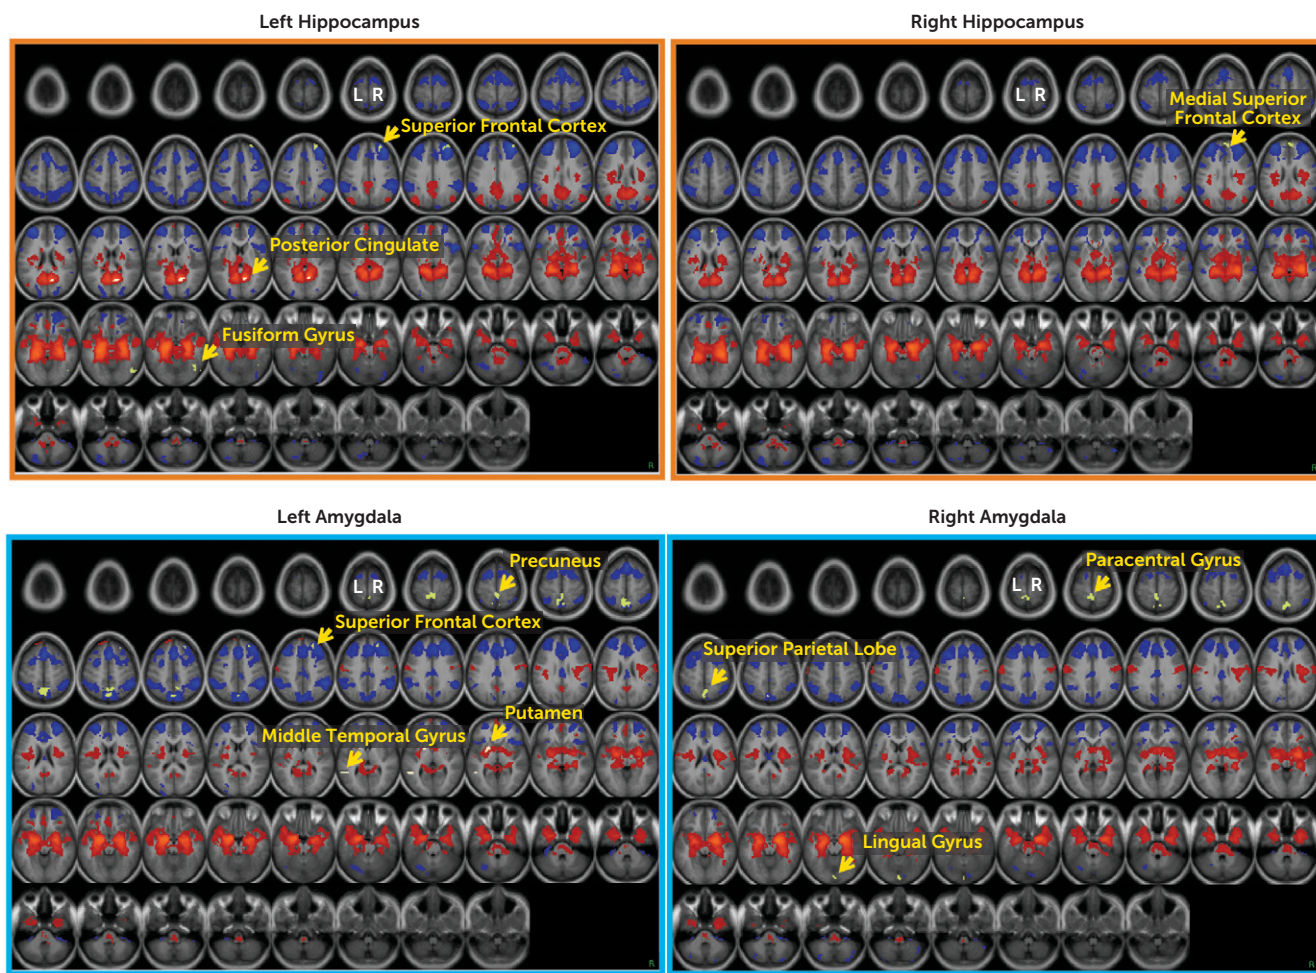 Left Hippocampus
L R
Superior Frontal Cortex
Posterior Cingulate
Fusiform Gyrus
R
Right Hippocampus
L R
Medial Superior
Frontal Cortex
R
Left Amygdala
L R
Precuneus
Superior Frontal Cortex
Putamen
Middle Temporal Gyrus
R
Right Amygdala
L R
Paracentral Gyrus
Superior Parietal Lobe
Lingual Gyrus
R